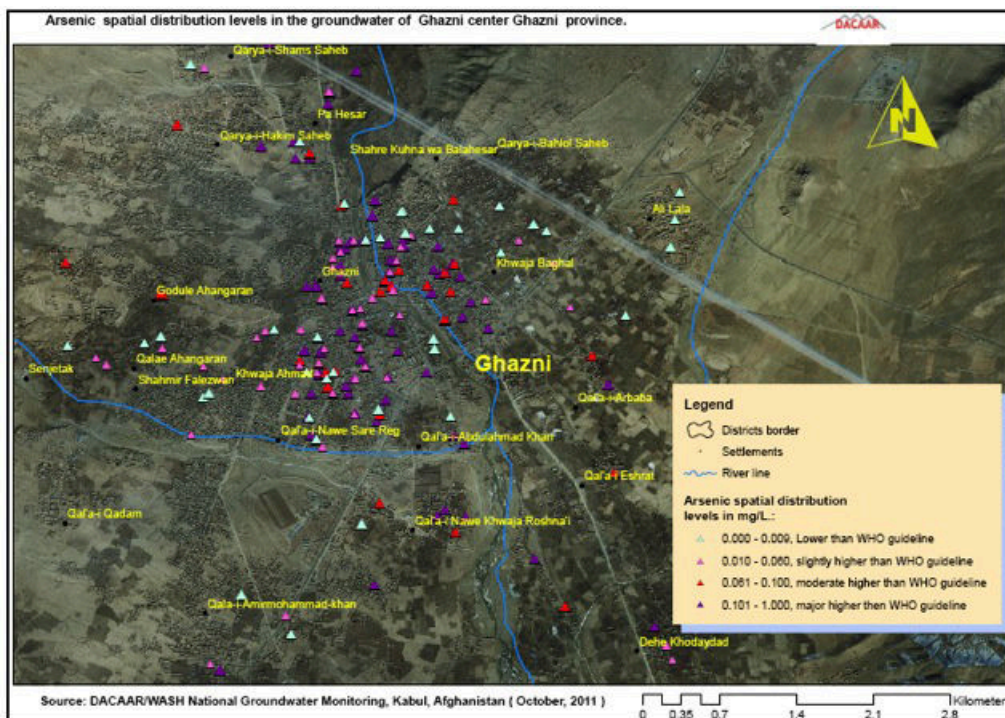 Arsenic spatial distribution levels in the groundwater of Ghazni center Ghazni province.
DACAAR
Qarya-i-Shams Saheb
Pa Hesar
N
Qarya-i-Hakim Saheb
Qarya-i-Bahlol Saheb
Shahre Kuhna wa Balahesar
Ali Lala
Khwaja Baghal
Ghazni
Godule Ahangaran
Qalae Ahangaran
Ghazni
Senjetak
Shahmir Falezwan
Khwaja Ahmad
Qal'a-i-Arbaba
Qal'a-i-Nawe Sare Reg
Qal'a-i-Abdulahmad Khan
Qal'a-i Eshrat
Qal'a-i Qadam
Qal'a-i Nawe Khwaja Roshna'i
Qala-i-Amirmohammad-khan
Dehe Khodaydad
Legend
Districts border
Settlements
River line
Arsenic spatial distribution
levels in mg/L.:
0.000 - 0.009, Lower than WHO guideline
0.010 - 0.060, slightly higher than WHO guideline
0.061 - 0.100, moderate higher than WHO guideline
0.101 - 1.000, major higher then WHO guideline
Source: DACAAR/WASH National Groundwater Monitoring, Kabul, Afghanistan ( October, 2011 )
Kilometer
0 0.35 0.7 1.4 2.1 2.8